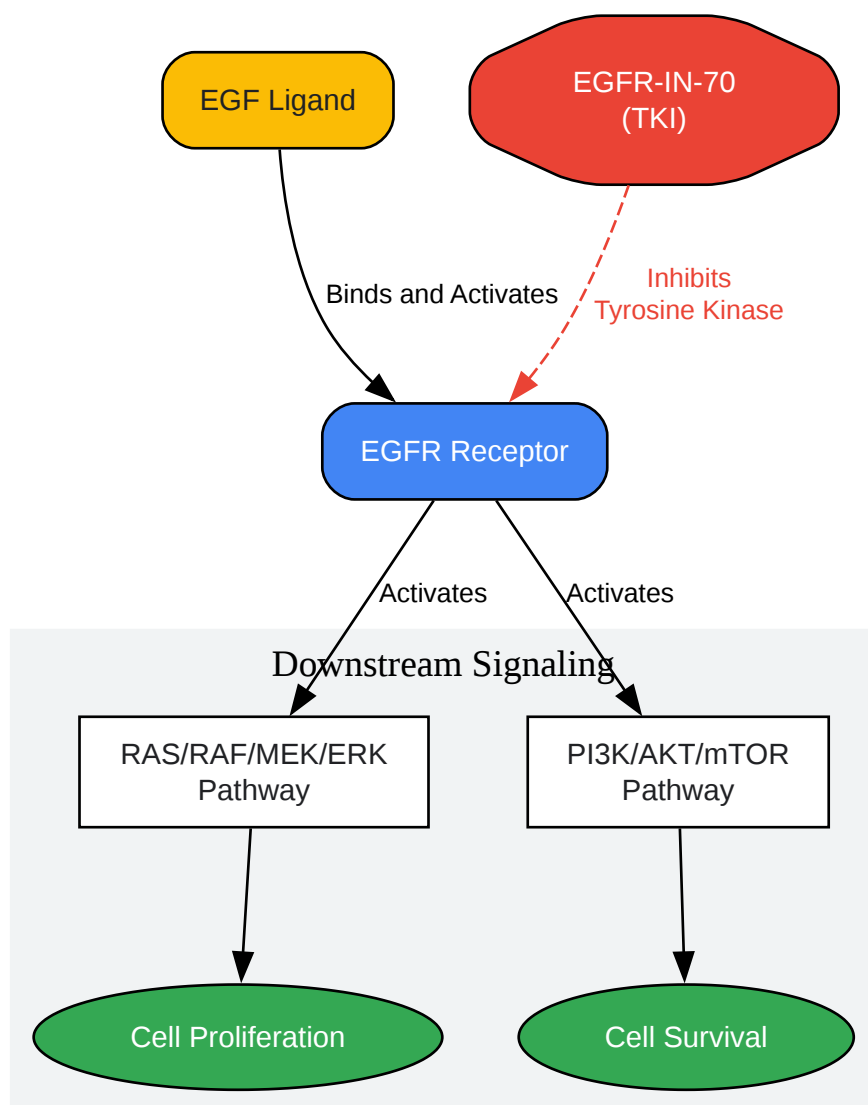 EGF Ligand
EGFR-IN-70
(TKI)
Binds and Activates
Inhibits
Tyrosine Kinase
EGFR Receptor
Activates
Activates
Downstream Signaling
RAS/RAF/MEK/ERK
Pathway
PI3K/AKT/mTOR
Pathway
Cell Proliferation
Cell Survival